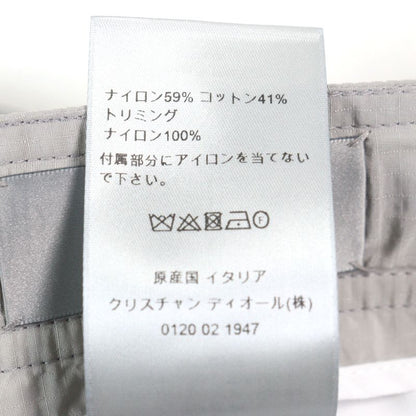 ナイロン59% コットン41%
トリミング
ナイロン100%
付属部分にアイロンを当てない
で下さい。
F
原産国 イタリア
クリスチャン ディオール(株)
0120 02 1947